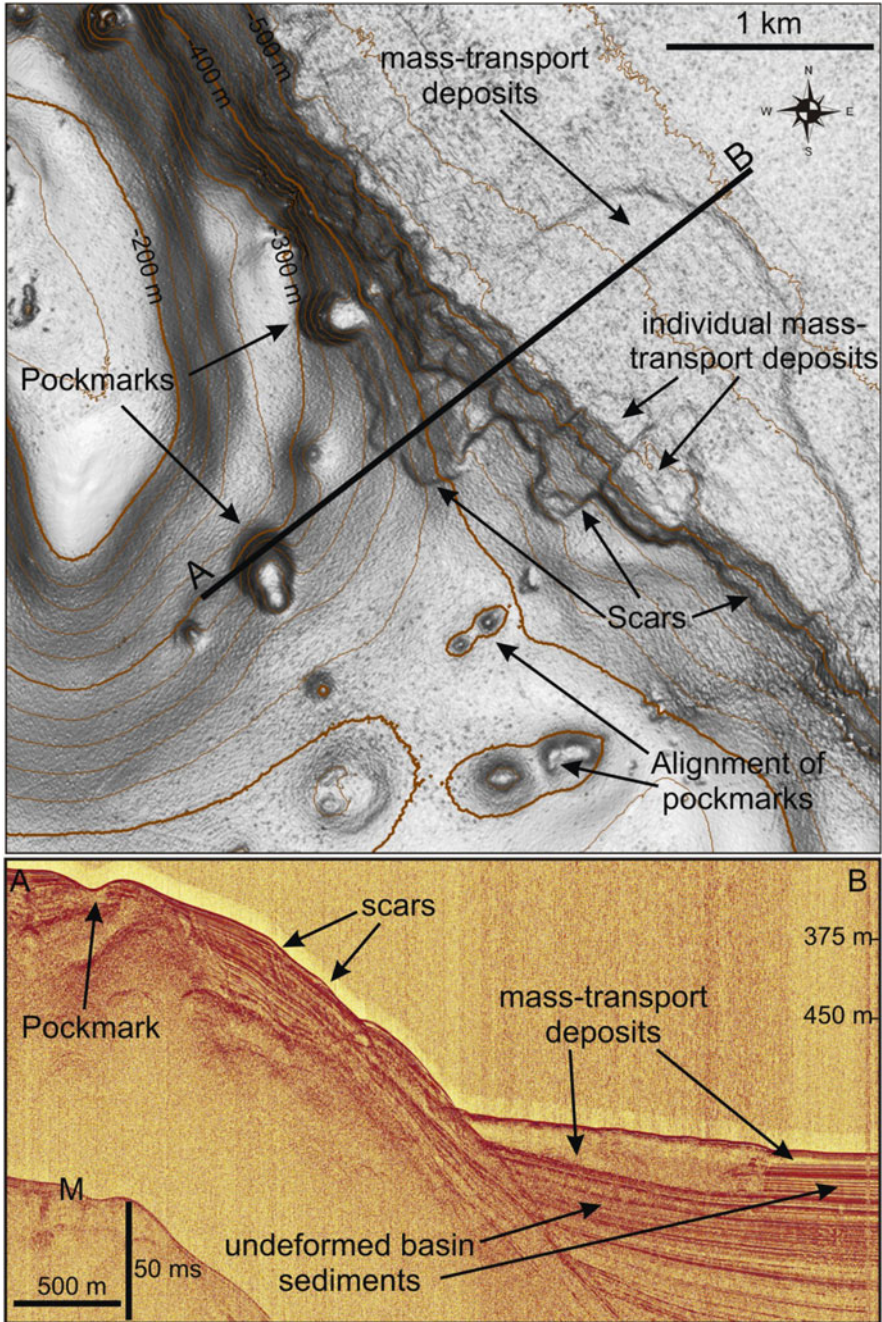 1 km
-500 m
-400 m
mass-transport
deposits
N
W
E
S
B
-200 m
-300 m
individual mass-
transport deposits
Pockmarks
A
Scars
Alignment of
pockmarks
A
B
scars
375 m
mass-transport
deposits
450 m
Pockmark
M
undeformed basin
sediments
50 ms
500 m